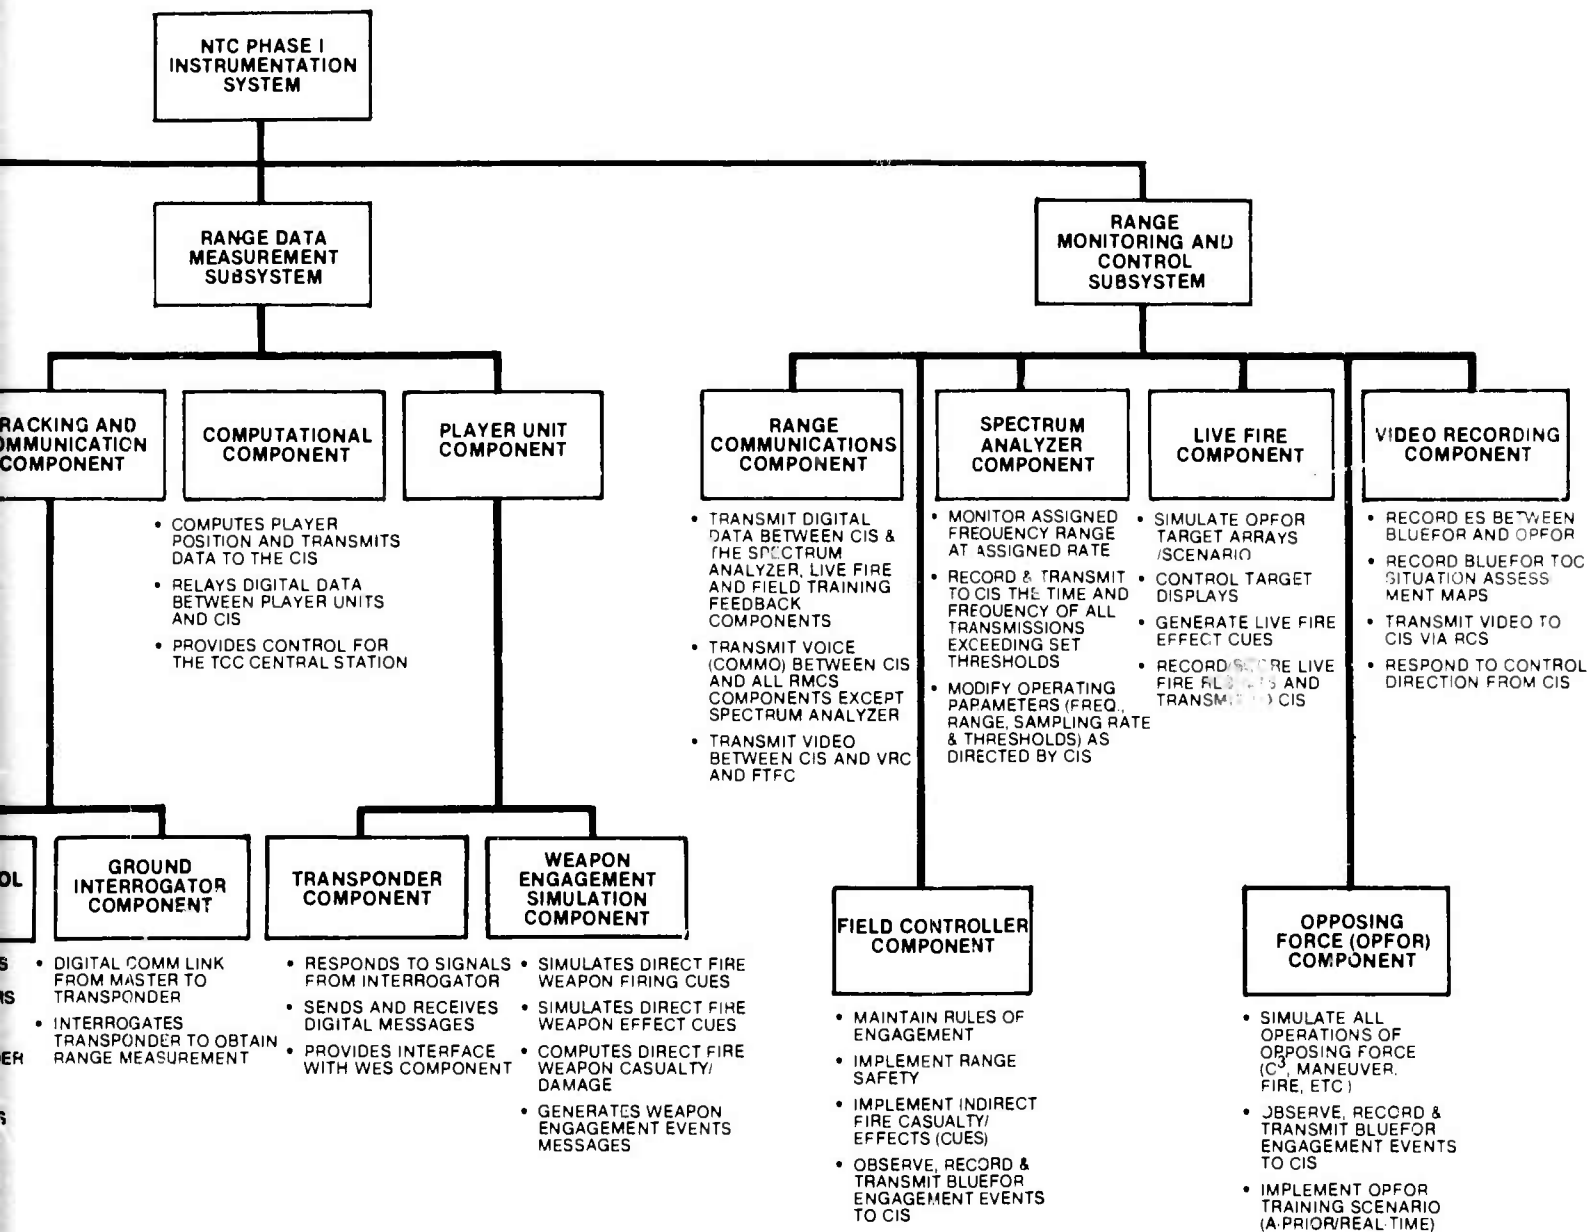 NTC PHASE I
INSTRUMENTATION
SYSTEM
RANGE DATA
MEASUREMENT
SUBSYSTEM
RANGE
MONITORING AND
CONTROL
SUBSYSTEM
RACKING AND
OMMUNICATION
COMPONENT
COMPUTATIONAL
COMPONENT
• COMPUTES PLAYER
POSITION AND TRANSMITS
DATA TO THE CIS
• RELAYS DIGITAL DATA
BETWEEN PLAYER UNITS
AND CIS
• PROVIDES CONTROL FOR
THE TCC CENTRAL STATION
PLAYER UNIT
COMPONENT
RANGE
COMMUNICATIONS
COMPONENT
• TRANSMIT DIGITAL
DATA BETWEEN CIS &
THE SPECTRUM
ANALYZER, LIVE FIRE
AND FIELD TRAINING
FEEDBACK
COMPONENTS
• TRANSMIT VOICE
(COMMO) BETWEEN CIS
AND ALL RMCS
COMPONENTS EXCEPT
SPECTRUM ANALYZER
• TRANSMIT VIDEO
BETWEEN CIS AND VRC
AND FTFC
SPECTRUM
ANALYZER
COMPONENT
• MONITOR ASSIGNED
FREQUENCY RANGE
AT ASSIGNED RATE
• RECORD & TRANSMIT
TO CIS THE TIME AND
FREQUENCY OF ALL
TRANSMISSIONS
EXCEEDING SET
THRESHOLDS
• MODIFY OPERATING
PAPAMETERS (FREQ.,
RANGE, SAMPLING RATE
& THRESHOLDS) AS
DIRECTED BY CIS
LIVE FIRE
COMPONENT
• SIMULATE OPFOR
TARGET ARRAYS
/SCENARIO
• CONTROL TARGET
DISPLAYS
• GENERATE LIVE FIRE
EFFECT CUES
• LIVE
FIRE AND
CIS
VIDEO RECORDING
COMPONENT
• RECORD ES BETWEEN
BLUEFOR AND OPFOR
• RECORD BLUEFOR TOC
SITUATION ASSESS
MENT MAPS
• TRANSMIT VIDEO TO
CIS VIA RCS
• RESPOND TO CONTROL
DIRECTION FROM CIS
OL
S
RS
DER
S
GROUND
INTERROGATOR
COMPONENT
• DIGITAL COMM LINK
FROM MASTER TO
TRANSPONDER
• INTERROGATES
TRANSPONDER TO OBTAIN
RANGE MEASUREMENT
TRANSPONDER
COMPONENT
• RESPONDS TO SIGNALS
FROM INTERROGATOR
• SENDS AND RECEIVES
DIGITAL MESSAGES
• PROVIDES INTERFACE
WITH WES COMPONENT
WEAPON
ENGAGEMENT
SIMULATION
COMPONENT
• SIMULATES DIRECT FIRE
WEAPON FIRING CUES
• SIMULATES DIRECT FIRE
WEAPON EFFECT CUES
• COMPUTES DIRECT FIRE
WEAPON CASUALTY/
DAMAGE
• GENERATES WEAPON
ENGAGEMENT EVENTS
MESSAGES
FIELD CONTROLLER
COMPONENT
• MAINTAIN RULES OF
ENGAGEMENT
• IMPLEMENT RANGE
SAFETY
• IMPLEMENT INDIRECT
FIRE CASUALTY/
EFFECTS (CUES)
• OBSERVE, RECORD &
TRANSMIT BLUEFOR
ENGAGEMENT EVENTS
TO CIS
OPPOSING
FORCE (OPFOR)
COMPONENT
• SIMULATE ALL
OPERATIONS OF
OPPOSING FORCE
(C³, MANEUVER,
FIRE, ETC)
• OBSERVE, RECORD &
TRANSMIT BLUEFOR
ENGAGEMENT EVENTS
TO CIS
• IMPLEMENT OPFOR
TRAINING SCENARIO
(A-PRIOR/REAL-TIME)